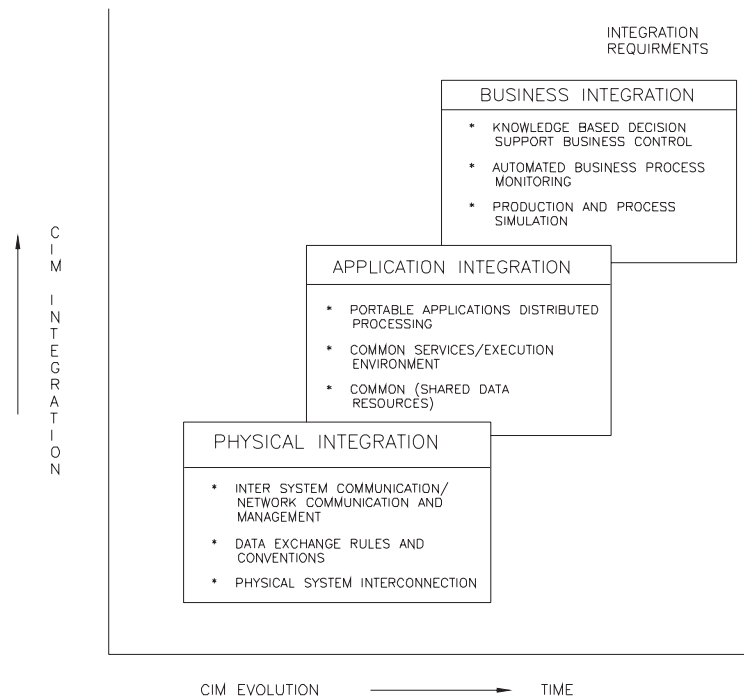 INTEGRATION
REQUIRMENTS
BUSINESS INTEGRATION
* KNOWLEDGE BASED DECISION
SUPPORT BUSINESS CONTROL
* AUTOMATED BUSINESS PROCESS
MONITORING
* PRODUCTION AND PROCESS
SIMULATION
APPLICATION INTEGRATION
* PORTABLE APPLICATIONS DISTRIBUTED
PROCESSING
* COMMON SERVICES/EXECUTION
ENVIRONMENT
* COMMON (SHARED DATA
RESOURCES)
PHYSICAL INTEGRATION
* INTER SYSTEM COMMUNICATION/
NETWORK COMMUNICATION AND
MANAGEMENT
* DATA EXCHANGE RULES AND
CONVENTIONS
* PHYSICAL SYSTEM INTERCONNECTION
CIM INTEGRATION
CIM EVOLUTION TIME